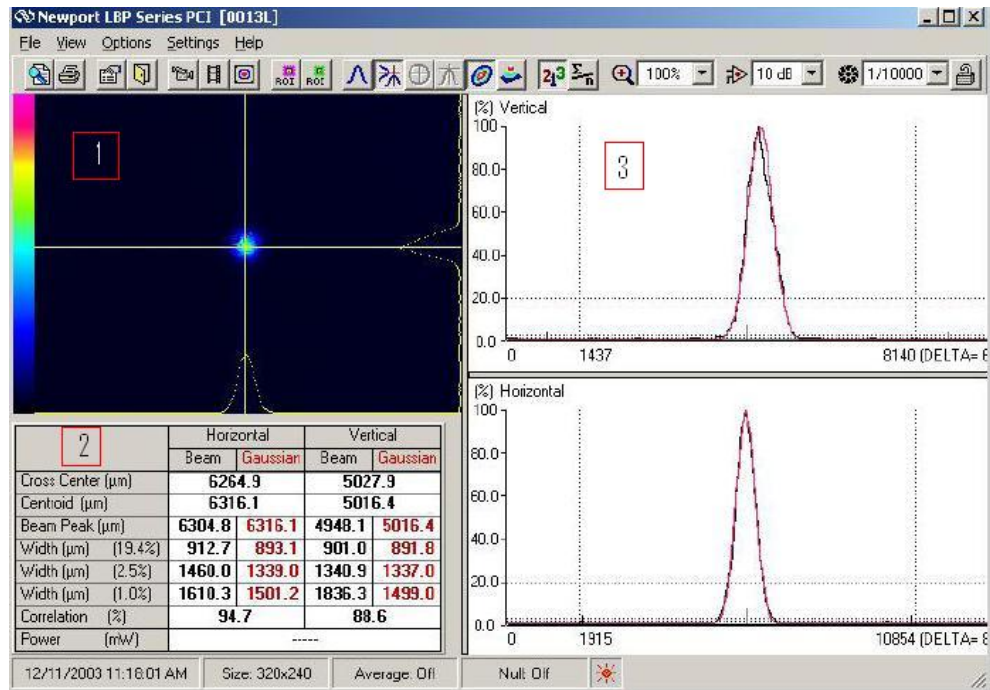 Newport LBP Series PCI [0013L]
File View Options Settings Help
ROI ROI 100% 10 dB 1/10000
1
2
Horizontal Vertical
Beam Gaussian Beam Gaussian
Cross Center (µm) 6264.9 5027.9
Centroid (µm) 6316.1 5016.4
Beam Peak (µm) 6304.8 6316.1 4948.1 5016.4
Width (µm) (19.4%) 912.7 893.1 901.0 891.8
Width (µm) (2.5%) 1460.0 1339.0 1340.9 1337.0
Width (µm) (1.0%) 1610.3 1501.2 1836.3 1499.0
Correlation (%) 94.7 88.6
Power (mW) -----
(%) Vertical
100
80.0
3
60.0
40.0
20.0
0.0
0 1437 8140 (DELTA= 6
(%) Horizontal
100
80.0
60.0
40.0
20.0
0.0
0 1915 10854 (DELTA= 8
12/11/2003 11:18:01 AM Size: 320x240 Average: Off Null: Off